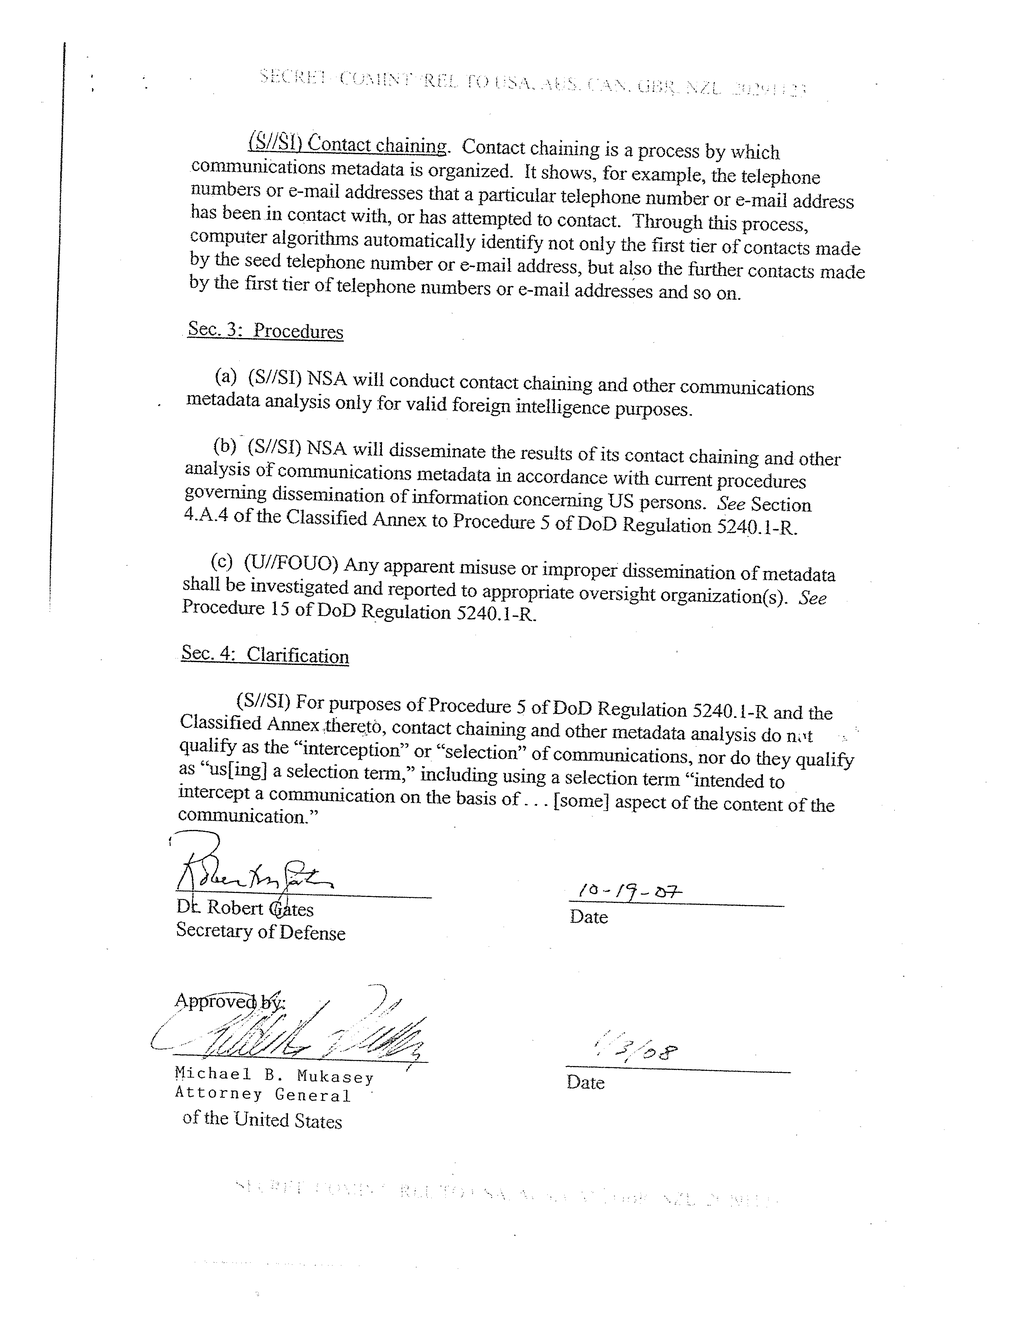 SECRET COMINT REL TO USA, AUS, CAN, GBR, NZL 20291123
(S//SI) Contact chaining. Contact chaining is a process by which
communications metadata is organized. It shows, for example, the telephone
numbers or e-mail addresses that a particular telephone number or e-mail address
has been in contact with, or has attempted to contact. Through this process,
computer algorithms automatically identify not only the first tier of contacts made
by the seed telephone number or e-mail address, but also the further contacts made
by the first tier of telephone numbers or e-mail addresses and so on.
Sec. 3: Procedures
(a) (S//SI) NSA will conduct contact chaining and other communications
metadata analysis only for valid foreign intelligence purposes.
(b) (S//SI) NSA will disseminate the results of its contact chaining and other
analysis of communications metadata in accordance with current procedures
governing dissemination of information concerning US persons. See Section
4.A.4 of the Classified Annex to Procedure 5 of DoD Regulation 5240.1-R.
(c) (U//FOUO) Any apparent misuse or improper dissemination of metadata
shall be investigated and reported to appropriate oversight organization(s). See
Procedure 15 of DoD Regulation 5240.1-R.
Sec. 4: Clarification
(S//SI) For purposes of Procedure 5 of DoD Regulation 5240.1-R and the
Classified Annex thereto, contact chaining and other metadata analysis do not
qualify as the “interception” or “selection” of communications, nor do they qualify
as “us[ing] a selection term,” including using a selection term “intended to
intercept a communication on the basis of . . . [some] aspect of the content of the
communication.”
10-19-07
Dr. Robert Gates
Date
Secretary of Defense
Approved by:
1/3/08
Michael B. Mukasey
Date
Attorney General
of the United States
SECRET COMINT REL TO USA, NZL